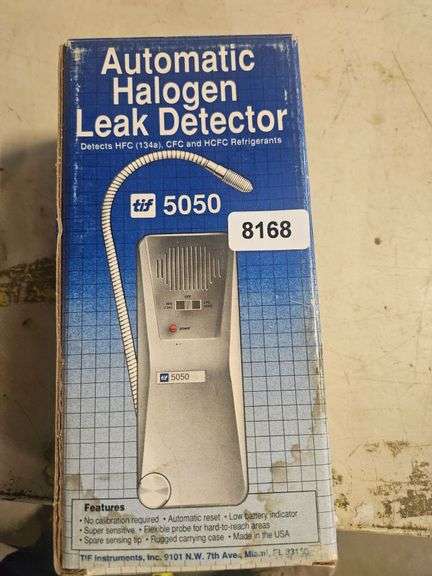 Automatic
Halogen
Leak Detector
Detects HFC (134a), CFC and HCFC Refrigerants
tif 5050
8168
OFF
tif 5050
Features
• No calibration required • Automatic reset • Low battery indicator
• Super sensitive • Flexible probe for hard-to-reach areas
• Spare sensing tip • Rugged carrying case • Made in the USA
TIF Instruments, Inc. 9101 N.W. 7th Ave., Miami, FL 33150